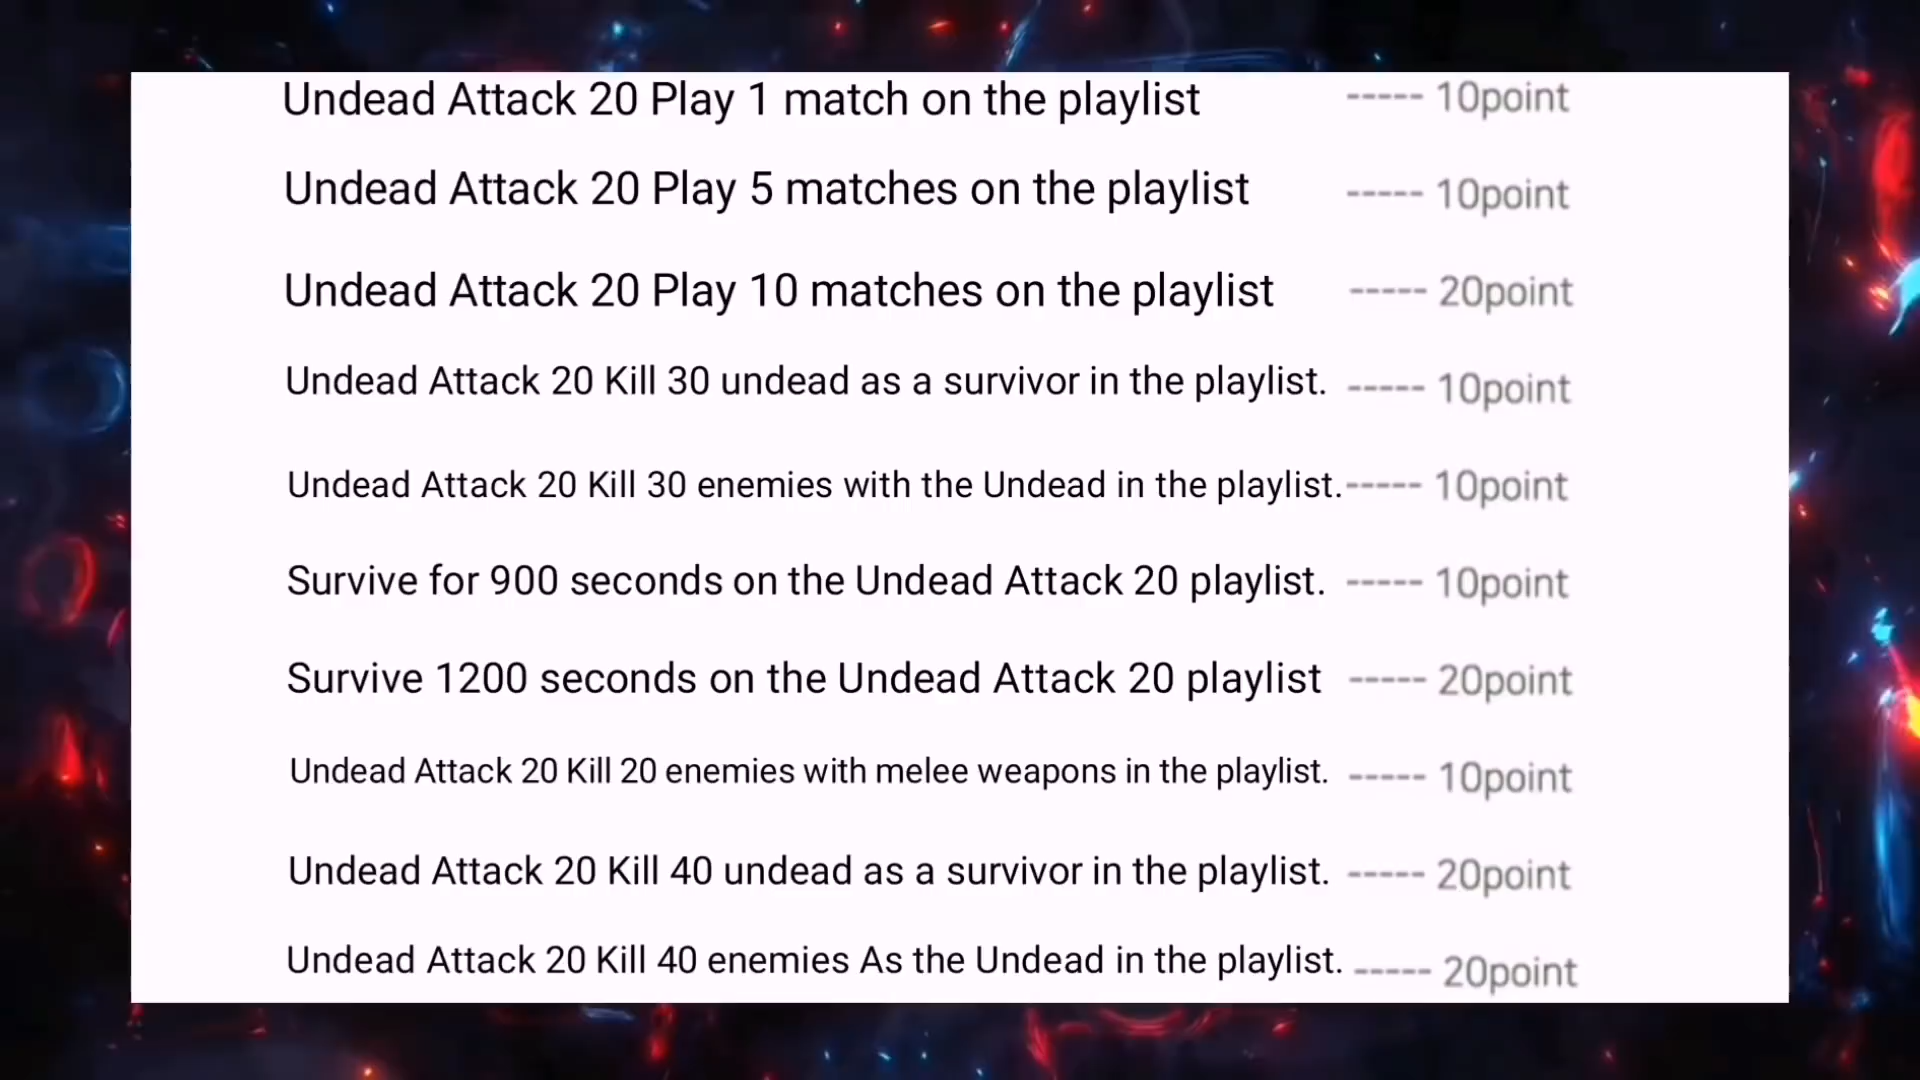 Undead Attack 20 Play 1 match on the playlist ----- 10point
Undead Attack 20 Play 5 matches on the playlist ----- 10point
Undead Attack 20 Play 10 matches on the playlist ----- 20point
Undead Attack 20 Kill 30 undead as a survivor in the playlist. ----- 10point
Undead Attack 20 Kill 30 enemies with the Undead in the playlist.----- 10point
Survive for 900 seconds on the Undead Attack 20 playlist. ----- 10point
Survive 1200 seconds on the Undead Attack 20 playlist ----- 20point
Undead Attack 20 Kill 20 enemies with melee weapons in the playlist. ----- 10point
Undead Attack 20 Kill 40 undead as a survivor in the playlist. ----- 20point
Undead Attack 20 Kill 40 enemies As the Undead in the playlist. ----- 20point